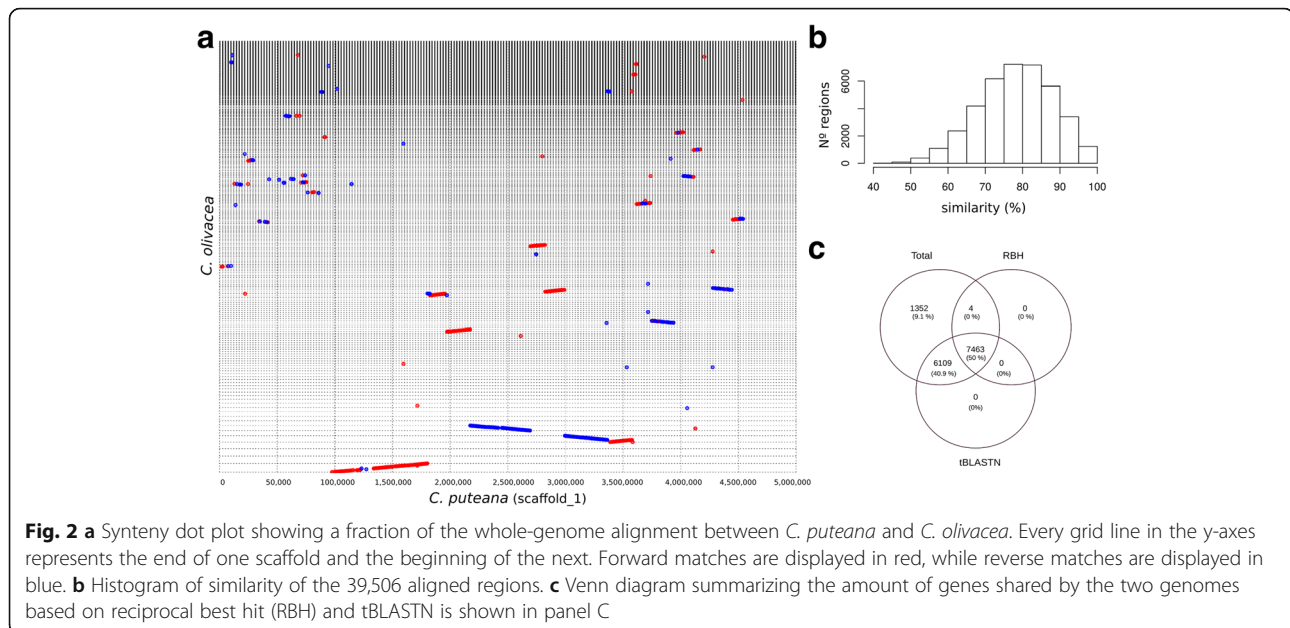 a
C. olivacea
0
100,0000
100,0000
1,500,000
2,000,000
2,500,000
3,000,000
3,500,000
4,000,000
4,500,000
5,000,000
C. puteana (scaffold_1)
b
Nº regions
0
2000
6000
40
50
60
70
80
90
100
similarity (%)
c
Total
RBH
1352
(9.1 %)
4
(0 %)
0
(0 %)
7463
(50 %)
6109
(40.9 %)
0
(0%)
0
(0%)
tBLASTN
Fig. 2 a Synteny dot plot showing a fraction of the whole-genome alignment between C. puteana and C. olivacea. Every grid line in the y-axes
represents the end of one scaffold and the beginning of the next. Forward matches are displayed in red, while reverse matches are displayed in
blue. b Histogram of similarity of the 39,506 aligned regions. c Venn diagram summarizing the amount of genes shared by the two genomes
based on reciprocal best hit (RBH) and tBLASTN is shown in panel C